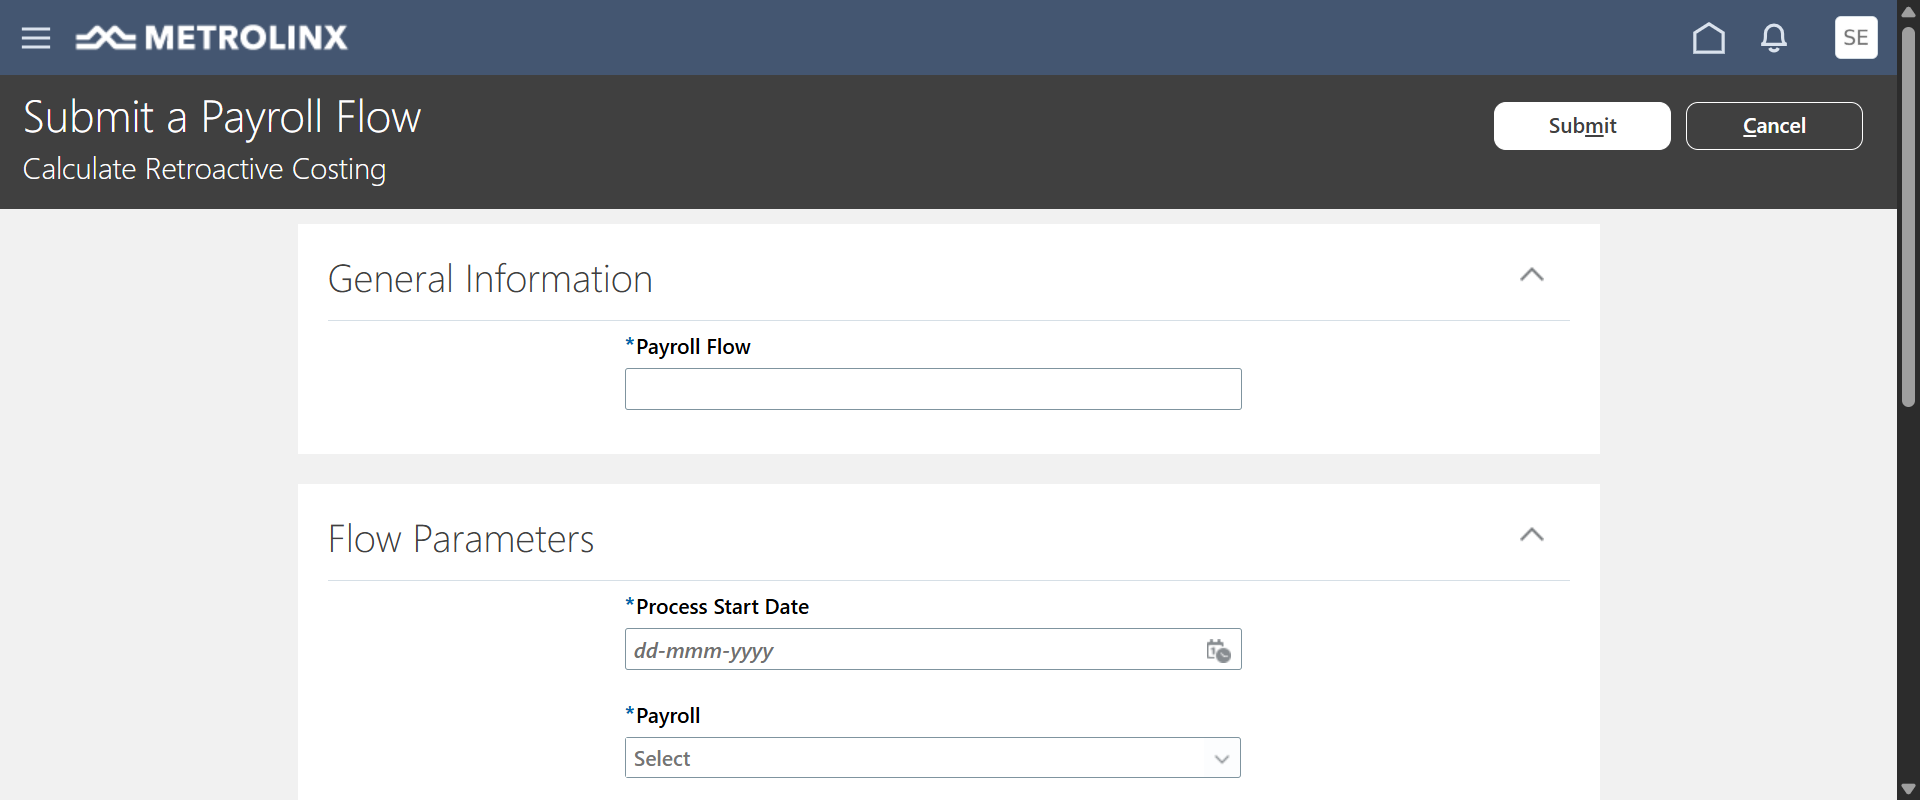 METROLINX
SE
Submit a Payroll Flow
Calculate Retroactive Costing
Submit
Cancel
General Information
*Payroll Flow
Flow Parameters
*Process Start Date
dd-mmm-yyyy
*Payroll
Select